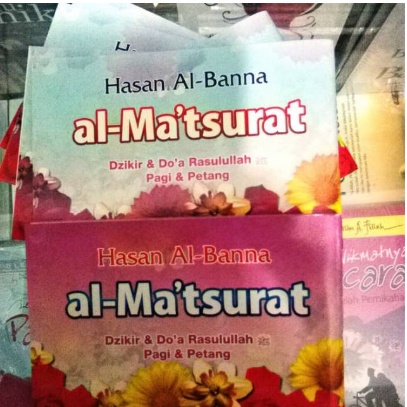 Hasan Al-Banna
al-Ma'tsurat
Dzikir & Do'a Rasulullah ﷺ
Pagi & Petang
Hasan Al-Banna
al-Ma'tsurat
Dzikir & Do'a Rasulullah ﷺ
Pagi & Petang
Nikmatnya